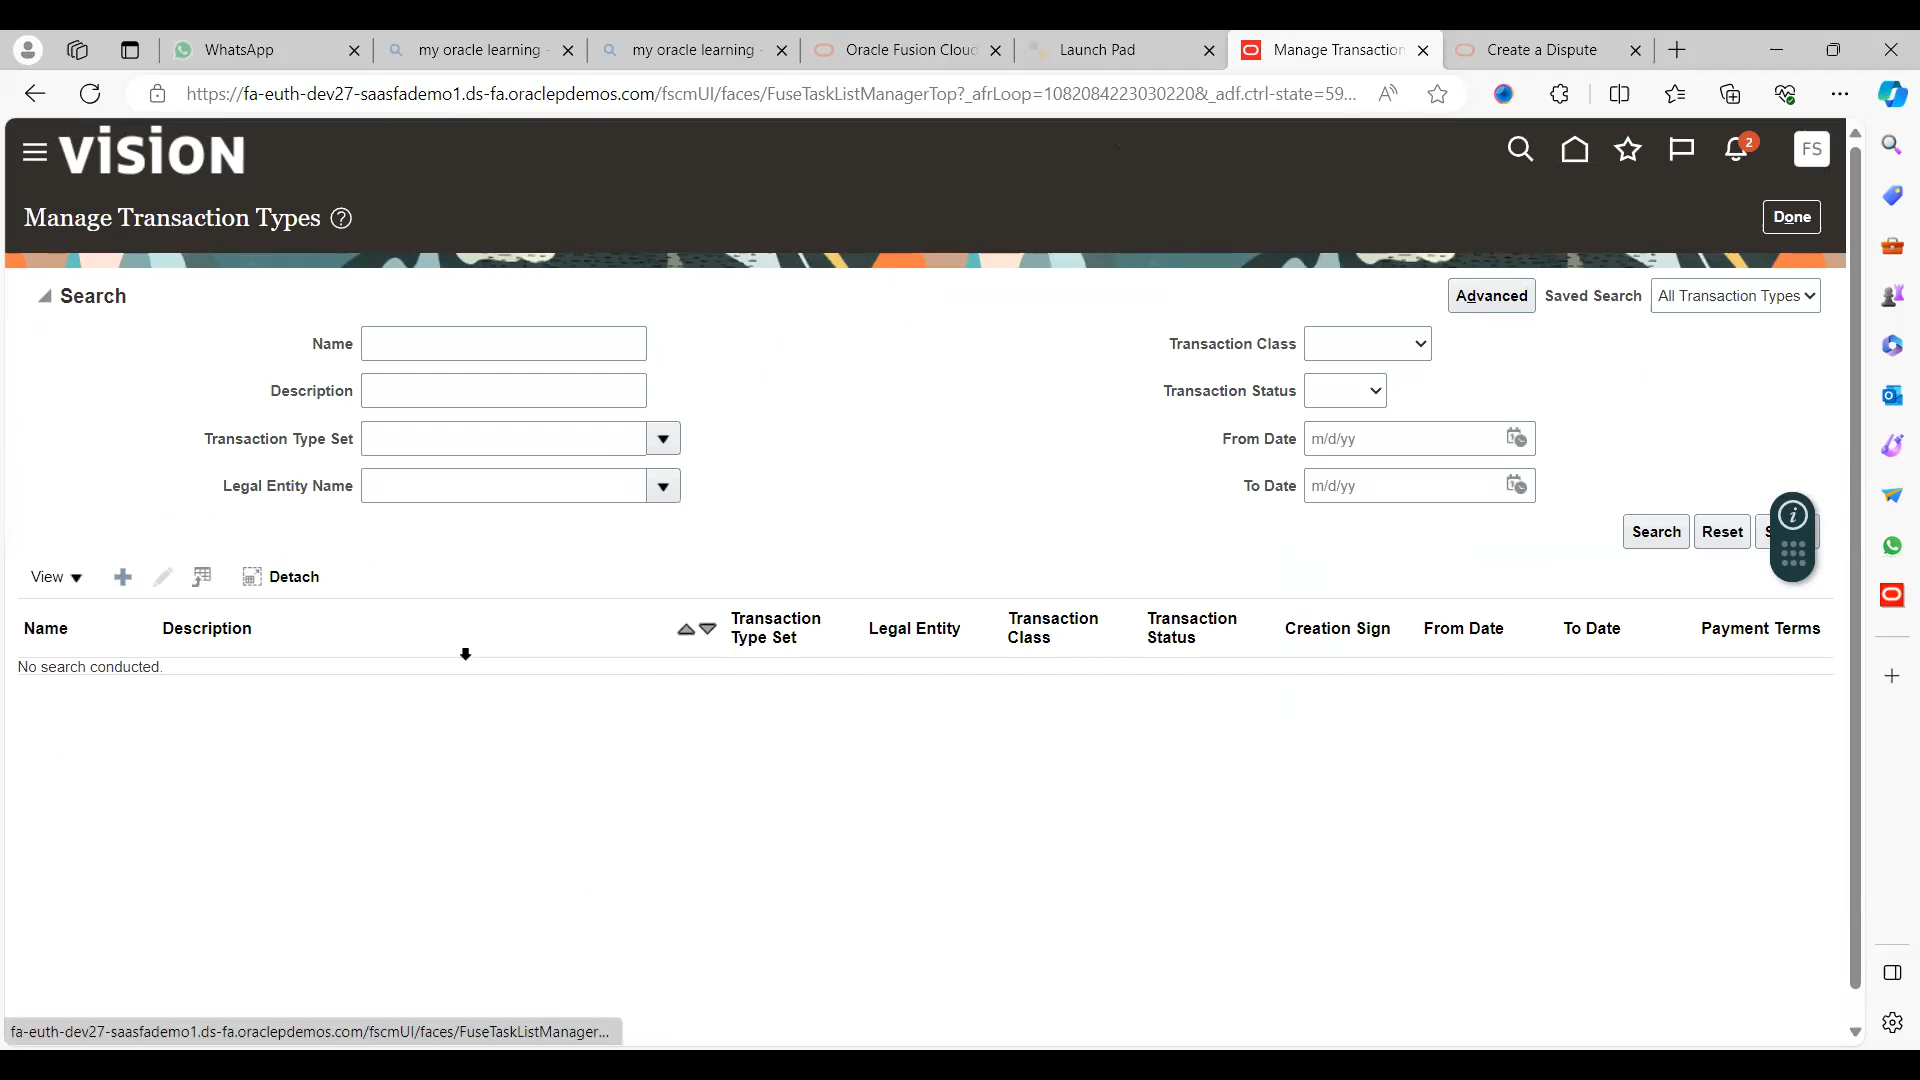 WhatsApp
my oracle learning -
my oracle learning -
Oracle Fusion Cloud
Launch Pad
Manage Transaction
Create a Dispute
https://fa-euth-dev27-saasfademo1.ds-fa.oraclepdemos.com/fscmUI/faces/FuseTaskListManagerTop?_afrLoop=10820842230302208&_adf.ctrl-state=59...
VISION
2
FS
Manage Transaction Types ?
Done
Search
Advanced
Saved Search
All Transaction Types
Name
Transaction Class
Description
Transaction Status
Transaction Type Set
From Date
m/d/yy
Legal Entity Name
To Date
m/d/yy
Search
Reset
View
Detach
Name
Description
Transaction Type Set
Legal Entity
Transaction Class
Transaction Status
Creation Sign
From Date
To Date
Payment Terms
No search conducted.
fa-euth-dev27-saasfademo1.ds-fa.oraclepdemos.com/fscmUI/faces/FuseTaskListManager...